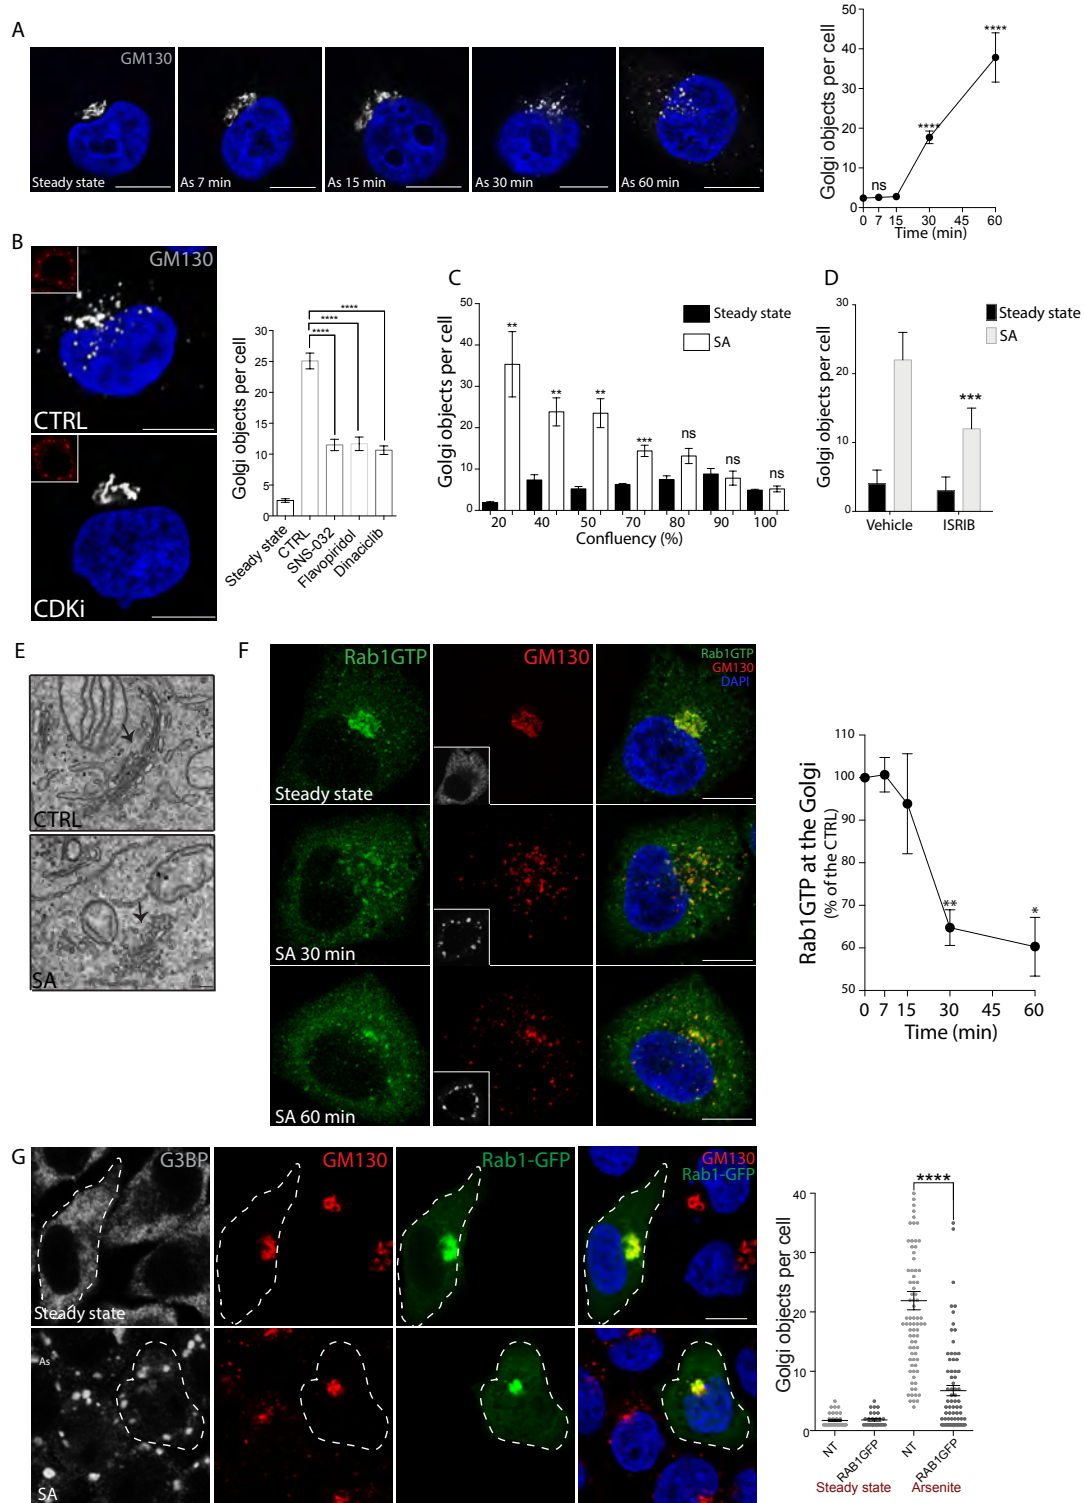 A
GM130
Steady state
As 7 min
As 15 min
As 30 min
As 60 min
Golgi objects per cell
50
40
30
20
10
0
ns
****
****
0 7 15 30 45 60
Time (min)
B
GM130
CTRL
CDKi
Golgi objects per cell
30
25
20
15
10
5
0
****
****
****
Steady state
CTRL
SNS-032
Flavopiridol
Dinaciclib
C
Golgi objects per cell
50
40
30
20
10
0
Steady state
SA
**
**
**
***
ns
ns
ns
20 40 50 70 80 90 100
Confluency (%)
D
Golgi objects per cell
30
20
10
0
Steady state
SA
***
Vehicle ISRIB
E
CTRL
SA
F
Rab1GTP
GM130
Rab1GTP
GM130
DAPI
Steady state
SA 30 min
SA 60 min
Rab1GTP at the Golgi
(% of the CTRL)
110
100
90
80
70
60
50
**
*
0 7 15 30 45 60
Time (min)
G
G3BP
GM130
Rab1-GFP
GM130
Rab1-GFP
Steady state
As
SA
Golgi objects per cell
40
30
20
10
0
****
NT
RAB1GFP
NT
RAB1GFP
Steady state
Arsenite